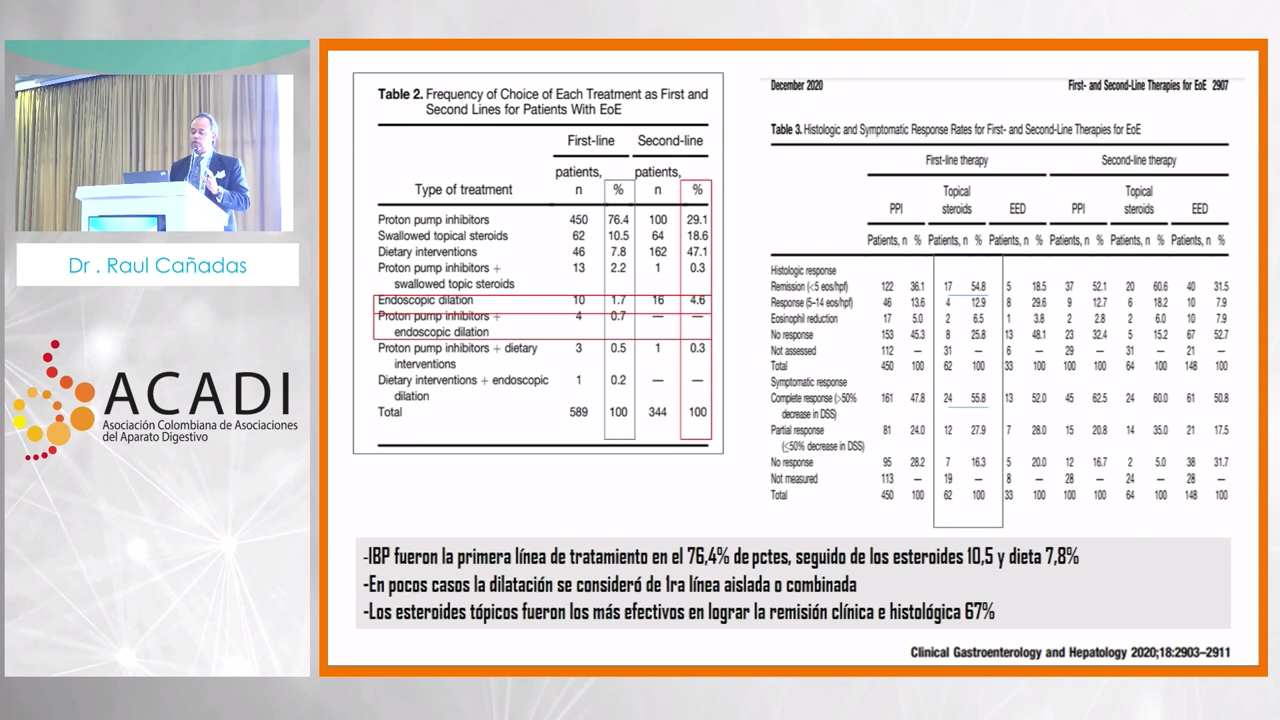 Dr . Raul Cañadas
ACADI
Asociación Colombiana de Asociaciones
del Aparato Digestivo
Table 2. Frequency of Choice of Each Treatment as First and
Second Lines for Patients With EoE
First-line Second-line
patients, patients,
Type of treatment n % n %
Proton pump inhibitors 450 76.4 100 29.1
Swallowed topical steroids 62 10.5 64 18.6
Dietary interventions 46 7.8 162 47.1
Proton pump inhibitors + 13 2.2 1 0.3
swallowed topic steroids
Endoscopic dilation 10 1.7 16 4.6
Proton pump inhibitors + 4 0.7 — —
endoscopic dilation
Proton pump inhibitors + dietary 3 0.5 1 0.3
interventions
Dietary interventions + endoscopic 1 0.2 — —
dilation
Total 589 100 344 100
December 2020 First- and Second-Line Therapies for EoE 2907
Table 3. Histologic and Symptomatic Response Rates for First- and Second-Line Therapies for EoE
First-line therapy Second-line therapy
Topical Topical
PPI steroids EED PPI steroids EED
Patients, n % Patients, n % Patients, n % Patients, n % Patients, n % Patients, n %
Histologic response
Remission (<5 eos/hpf) 122 36.1 17 54.8 5 18.5 37 52.1 20 60.6 40 31.5
Response (5–14 eos/hpf) 46 13.6 4 12.9 8 29.6 9 12.7 6 18.2 10 7.9
Eosinophil reduction 17 5.0 2 6.5 1 3.8 2 2.8 2 6.0 10 7.9
No response 153 45.3 8 25.8 13 48.1 23 32.4 5 15.2 67 52.7
Not assessed 112 — 31 — 6 — 29 — 31 — 21 —
Total 450 100 62 100 33 100 100 100 64 100 148 100
Symptomatic response
Complete response (>50% 161 47.8 24 55.8 13 52.0 45 62.5 24 60.0 61 50.8
decrease in DSS)
Partial response 81 24.0 12 27.9 7 28.0 15 20.8 14 35.0 21 17.5
(≤50% decrease in DSS)
No response 95 28.2 7 16.3 5 20.0 12 16.7 2 5.0 38 31.7
Not measured 113 — 19 — 8 — 28 — 24 — 28 —
Total 450 100 62 100 33 100 100 100 64 100 148 100
-IBP fueron la primera línea de tratamiento en el 76,4% de pctes, seguido de los esteroides 10,5 y dieta 7,8%
-En pocos casos la dilatación se consideró de 1ra línea aislada o combinada
-Los esteroides tópicos fueron los más efectivos en lograr la remisión clínica e histológica 67%
Clinical Gastroenterology and Hepatology 2020;18:2903–2911